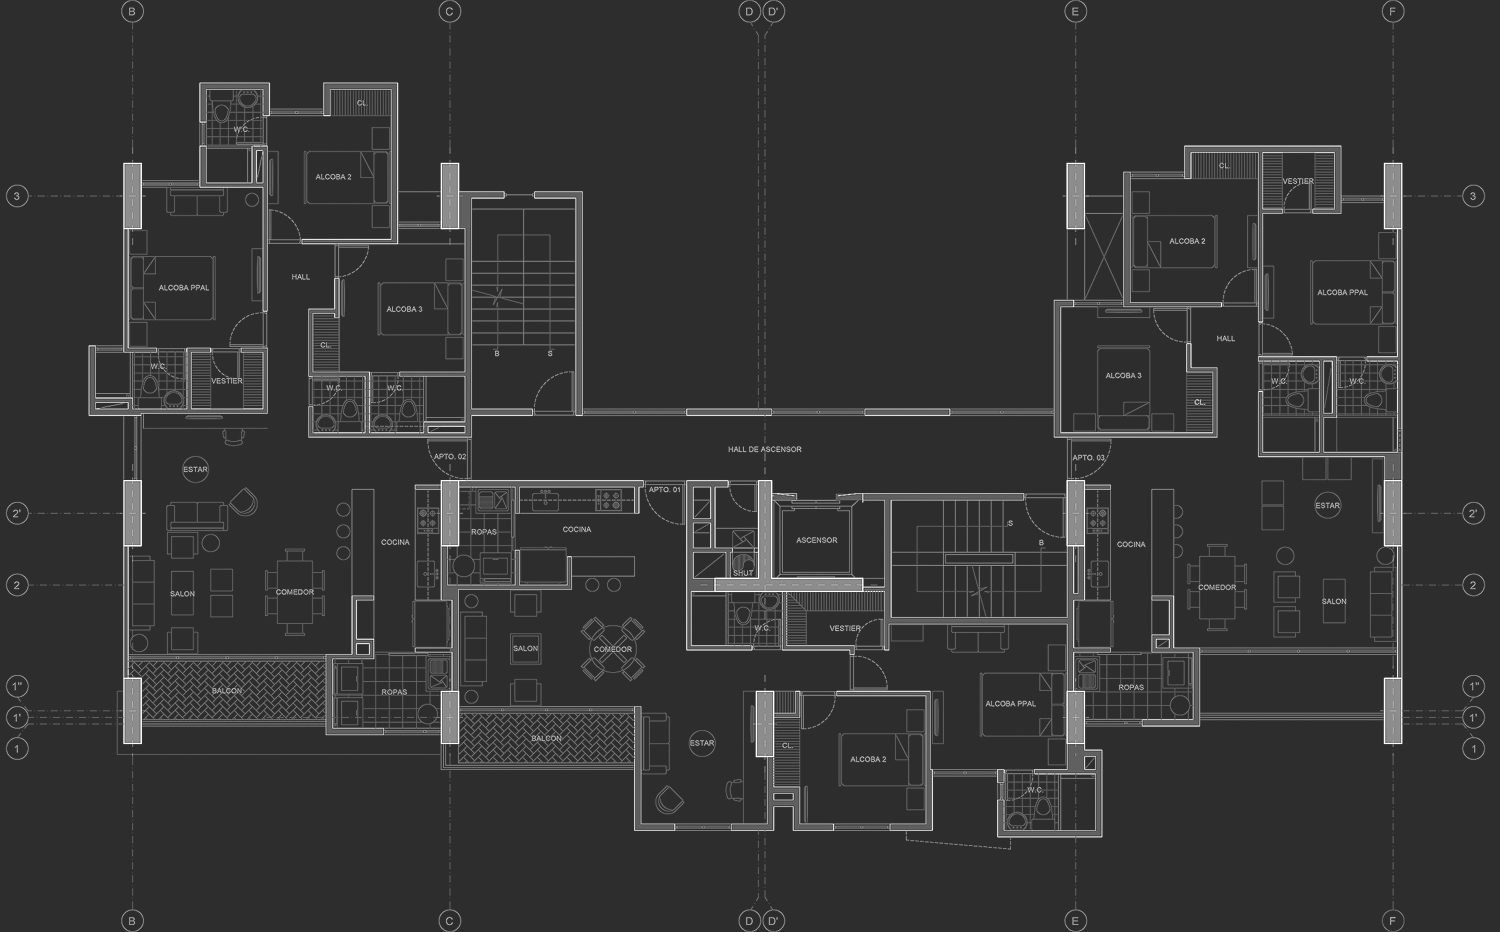 B
C
D
D'
E
F
CL.
W.C.
ALCOBA 2
CL.
VESTIER
3
3
ALCOBA 2
HALL
ALCOBA PPAL
ALCOBA PPAL
ALCOBA 3
HALL
CL.
B
S
W.C.
VESTIER
W.C.
W.C.
ALCOBA 3
W.C.
W.C.
CL.
HALL DE ASCENSOR
APTO. 02
APTO. 03
ESTAR
APTO. 01
ESTAR
2'
2'
S
COCINA
ROPAS
COCINA
ASCENSOR
B
COCINA
SHUT
2
2
SALON
COMEDOR
COMEDOR
SALON
W.C.
VESTIER
SALON
COMEDOR
1''
BALCON
ROPAS
ROPAS
1''
ALCOBA PPAL
1'
1'
BALCON
ESTAR
CL.
1
1
ALCOBA 2
W.C.
B
C
D
D'
E
F